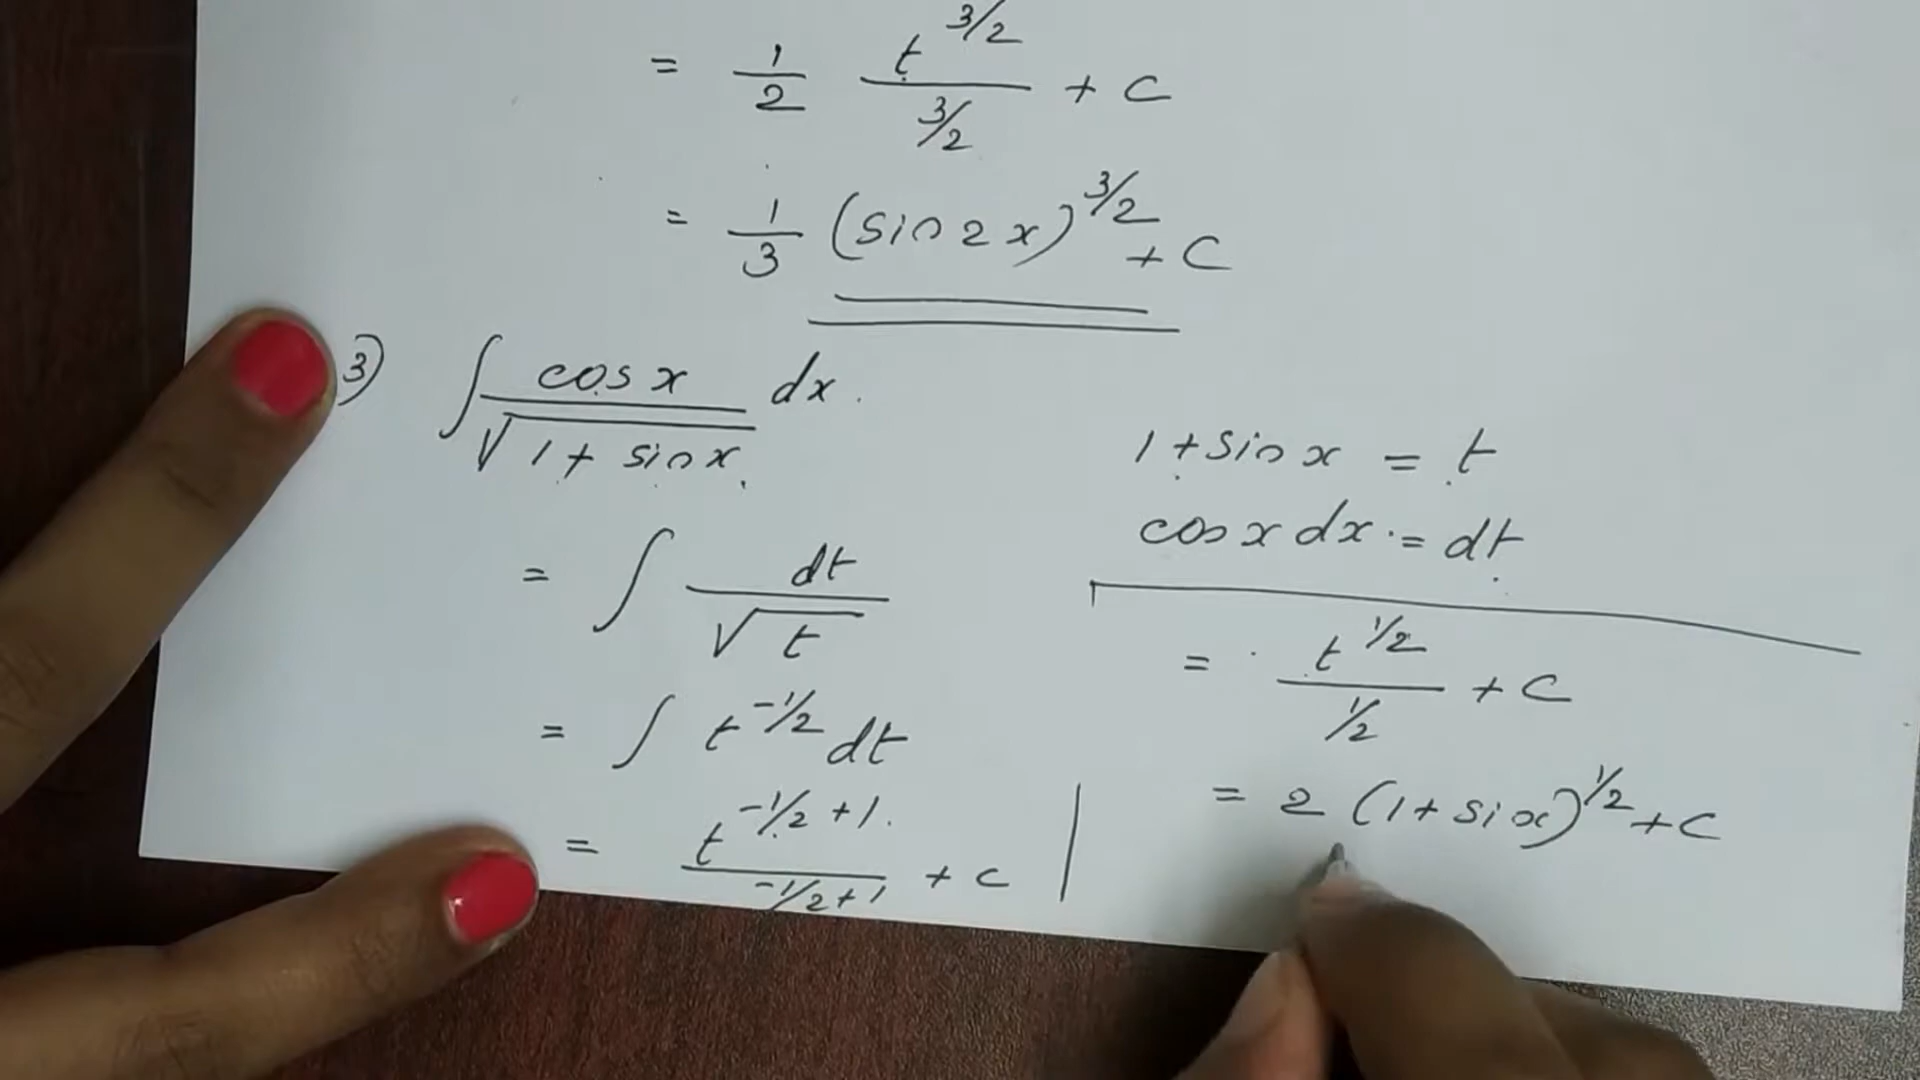 = 1/2 t^3/2 / 3/2 + C
= 1/3 (sin 2x)^3/2 + C
3) ∫ cos x / √1 + sin x dx.
1 + sin x = t
cos x dx = dt
= ∫ dt / √t
= ∫ t^-1/2 dt
= t^-1/2 + 1 / -1/2 + 1 + c
= t^1/2 / 1/2 + C
= 2 (1 + sin x)^1/2 + C